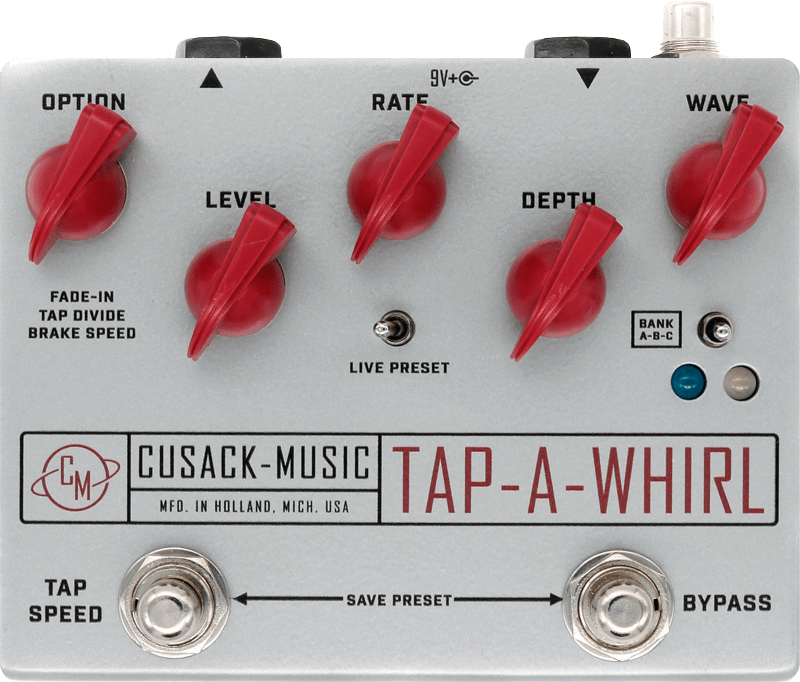 9V+
OPTION
RATE
WAVE
LEVEL
DEPTH
FADE-IN
TAP DIVIDE
BRAKE SPEED
LIVE PRESET
BANK
A-B-C
CM
CUSACK-MUSIC
MFD. IN HOLLAND, MICH. USA
TAP-A-WHIRL
TAP
SPEED
SAVE PRESET
BYPASS